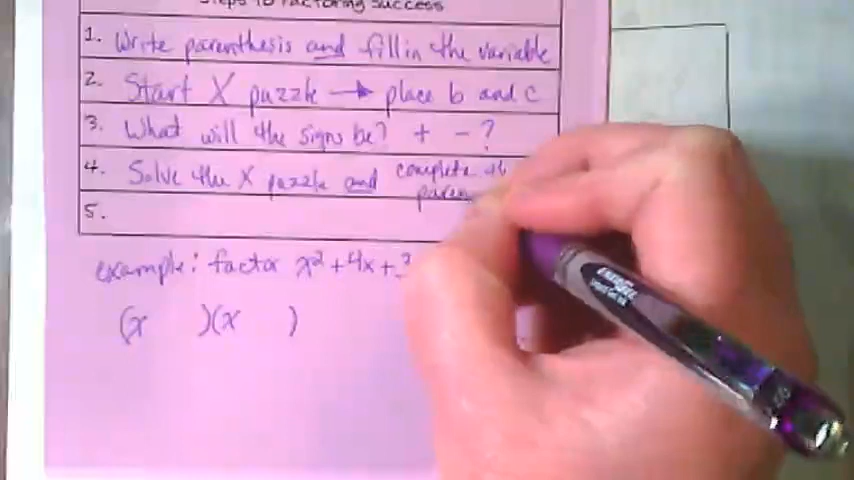 Steps to Factoring Success
1. Write parenthesis and fill in the variable
2. Start X puzzle → place b and c
3. What will the signs be? + - ?
4. Solve the X puzzle and complete
5.
example: factor x² + 4x + 3
(x    )(x    )